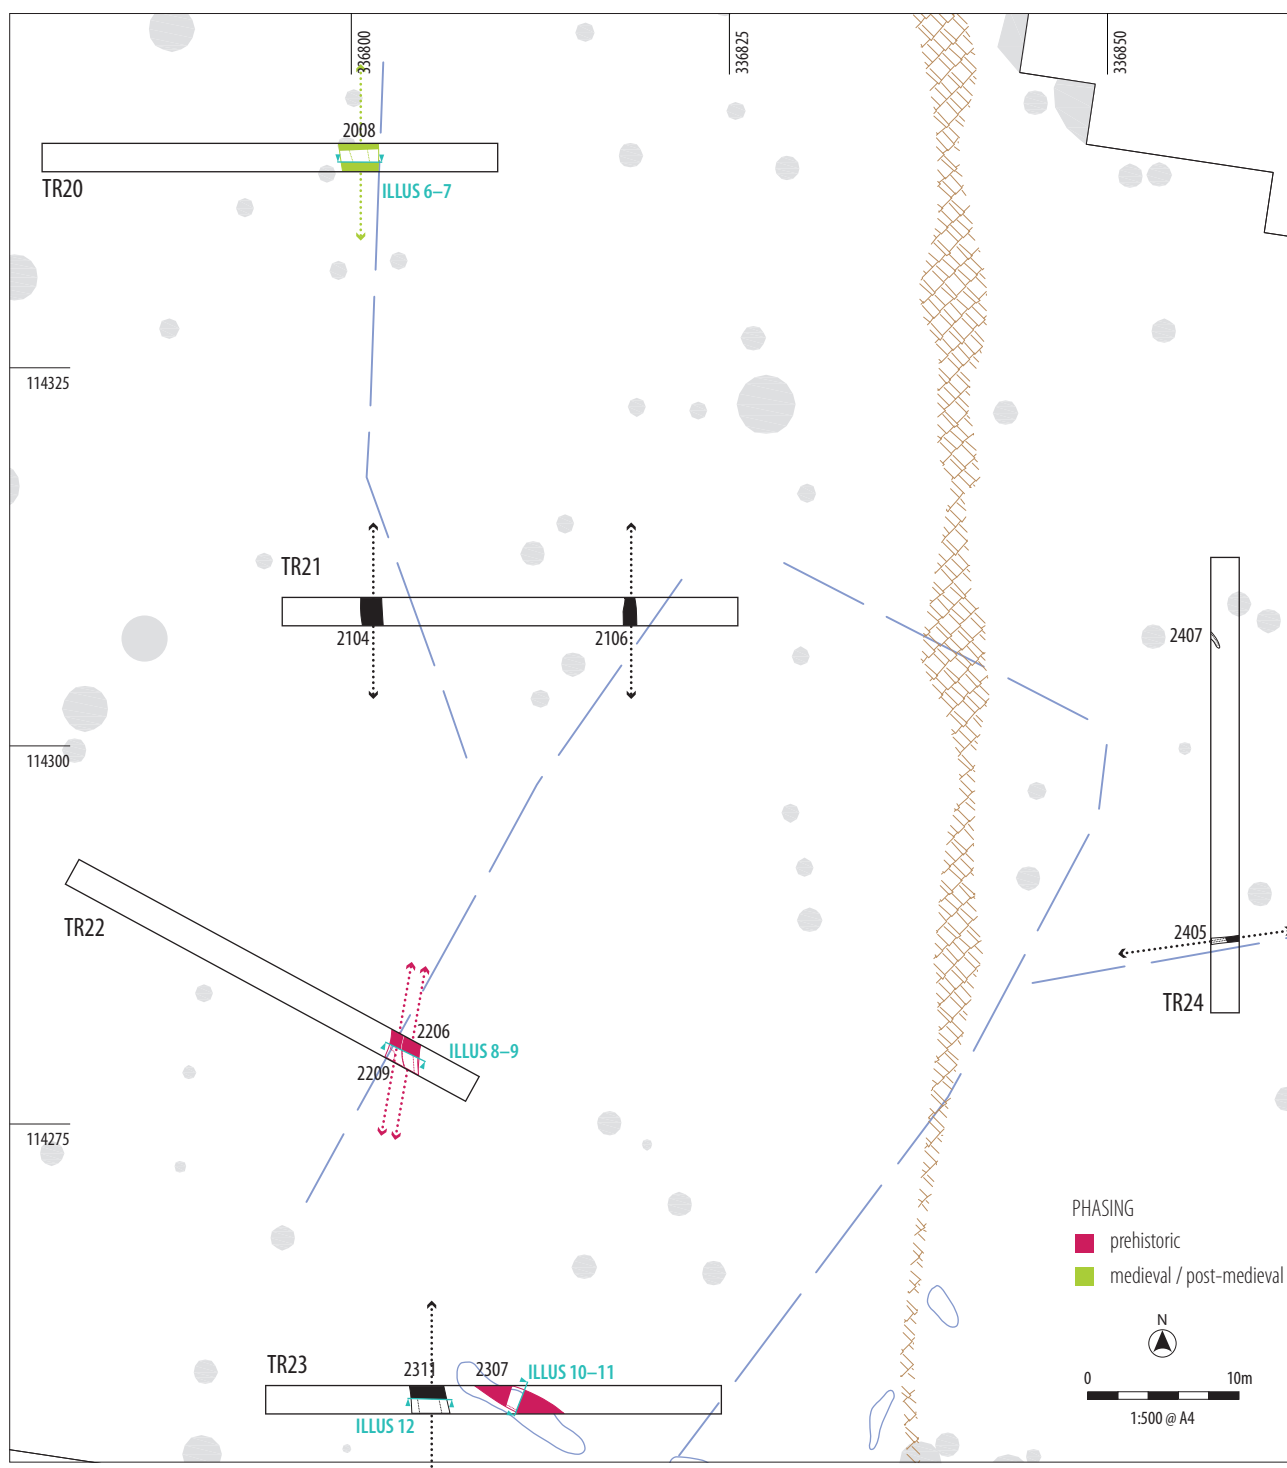 336800
336825
336850
2008
TR20
ILLUS 6–7
114325
TR21
2104
2106
2407
114300
TR22
2405
TR24
2206
ILLUS 8–9
2209
114275
PHASING
prehistoric
medieval / post-medieval
N
TR23
2311
2307
ILLUS 10–11
ILLUS 12
0
10m
1:500 @ A4